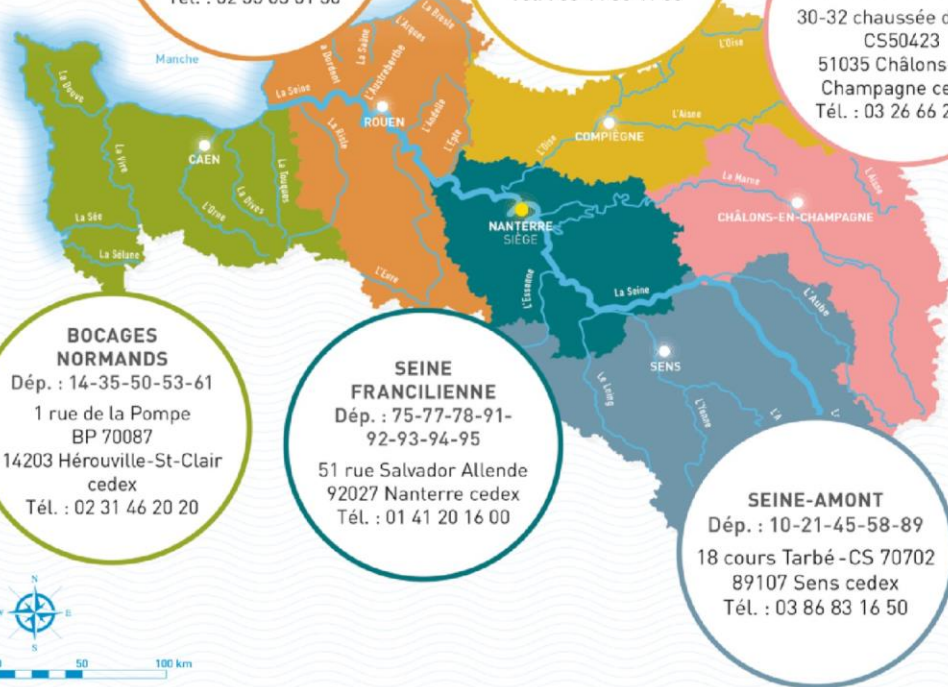 30-32 chaussée
CS50423
51035 Châlons
Champagne
Tél. : 03 26 66
Manche
La Seine
La Saâne
L'Arques
L'Austreberthe
ROUEN
L'Andelle
L'Epte
La Risle
L'Eure
L'Oise
L'Aisne
COMPIÈGNE
L'Oise
La Douve
La Vire
CAEN
L'Orne
La Dives
La Touques
La Sée
La Sélune
NANTERRE
SIÈGE
La Marne
L'Aisne
CHÂLONS-EN-CHAMPAGNE
L'Essonne
La Seine
L'Aube
SENS
Le Loing
L'Yonne
BOCAGES
NORMANDS
Dép. : 14-35-50-53-61
1 rue de la Pompe
BP 70087
14203 Hérouville-St-Clair
cedex
Tél. : 02 31 46 20 20
SEINE
FRANCILIENNE
Dép. : 75-77-78-91-
92-93-94-95
51 rue Salvador Allende
92027 Nanterre cedex
Tél. : 01 41 20 16 00
SEINE-AMONT
Dép. : 10-21-45-58-89
18 cours Tarbé - CS 70702
89107 Sens cedex
Tél. : 03 86 83 16 50
N
E
S
50
100 km